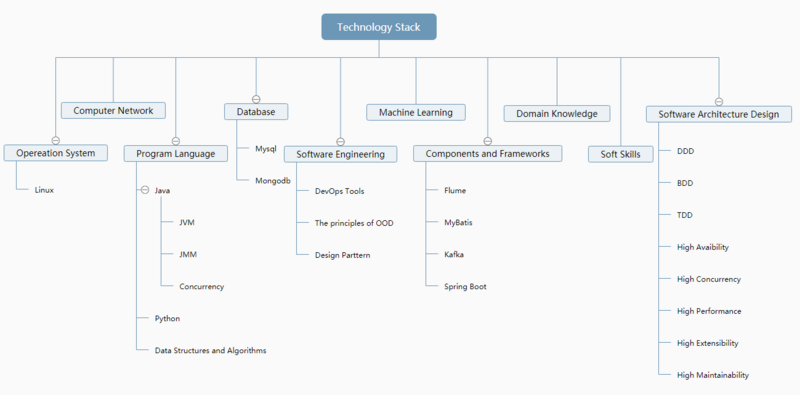 Technology Stack
Computer Network
Database
Machine Learning
Domain Knowledge
Software Architecture Design
Opereation System
Program Language
Software Engineering
Components and Frameworks
Soft Skills
Linux
Java
JVM
JMM
Concurrency
Python
Data Structures and Algorithms
Mysql
Mongodb
DevOps Tools
The principles of OOD
Design Parttern
Flume
MyBatis
Kafka
Spring Boot
DDD
BDD
TDD
High Avaibility
High Concurrency
High Performance
High Extensibility
High Maintainability